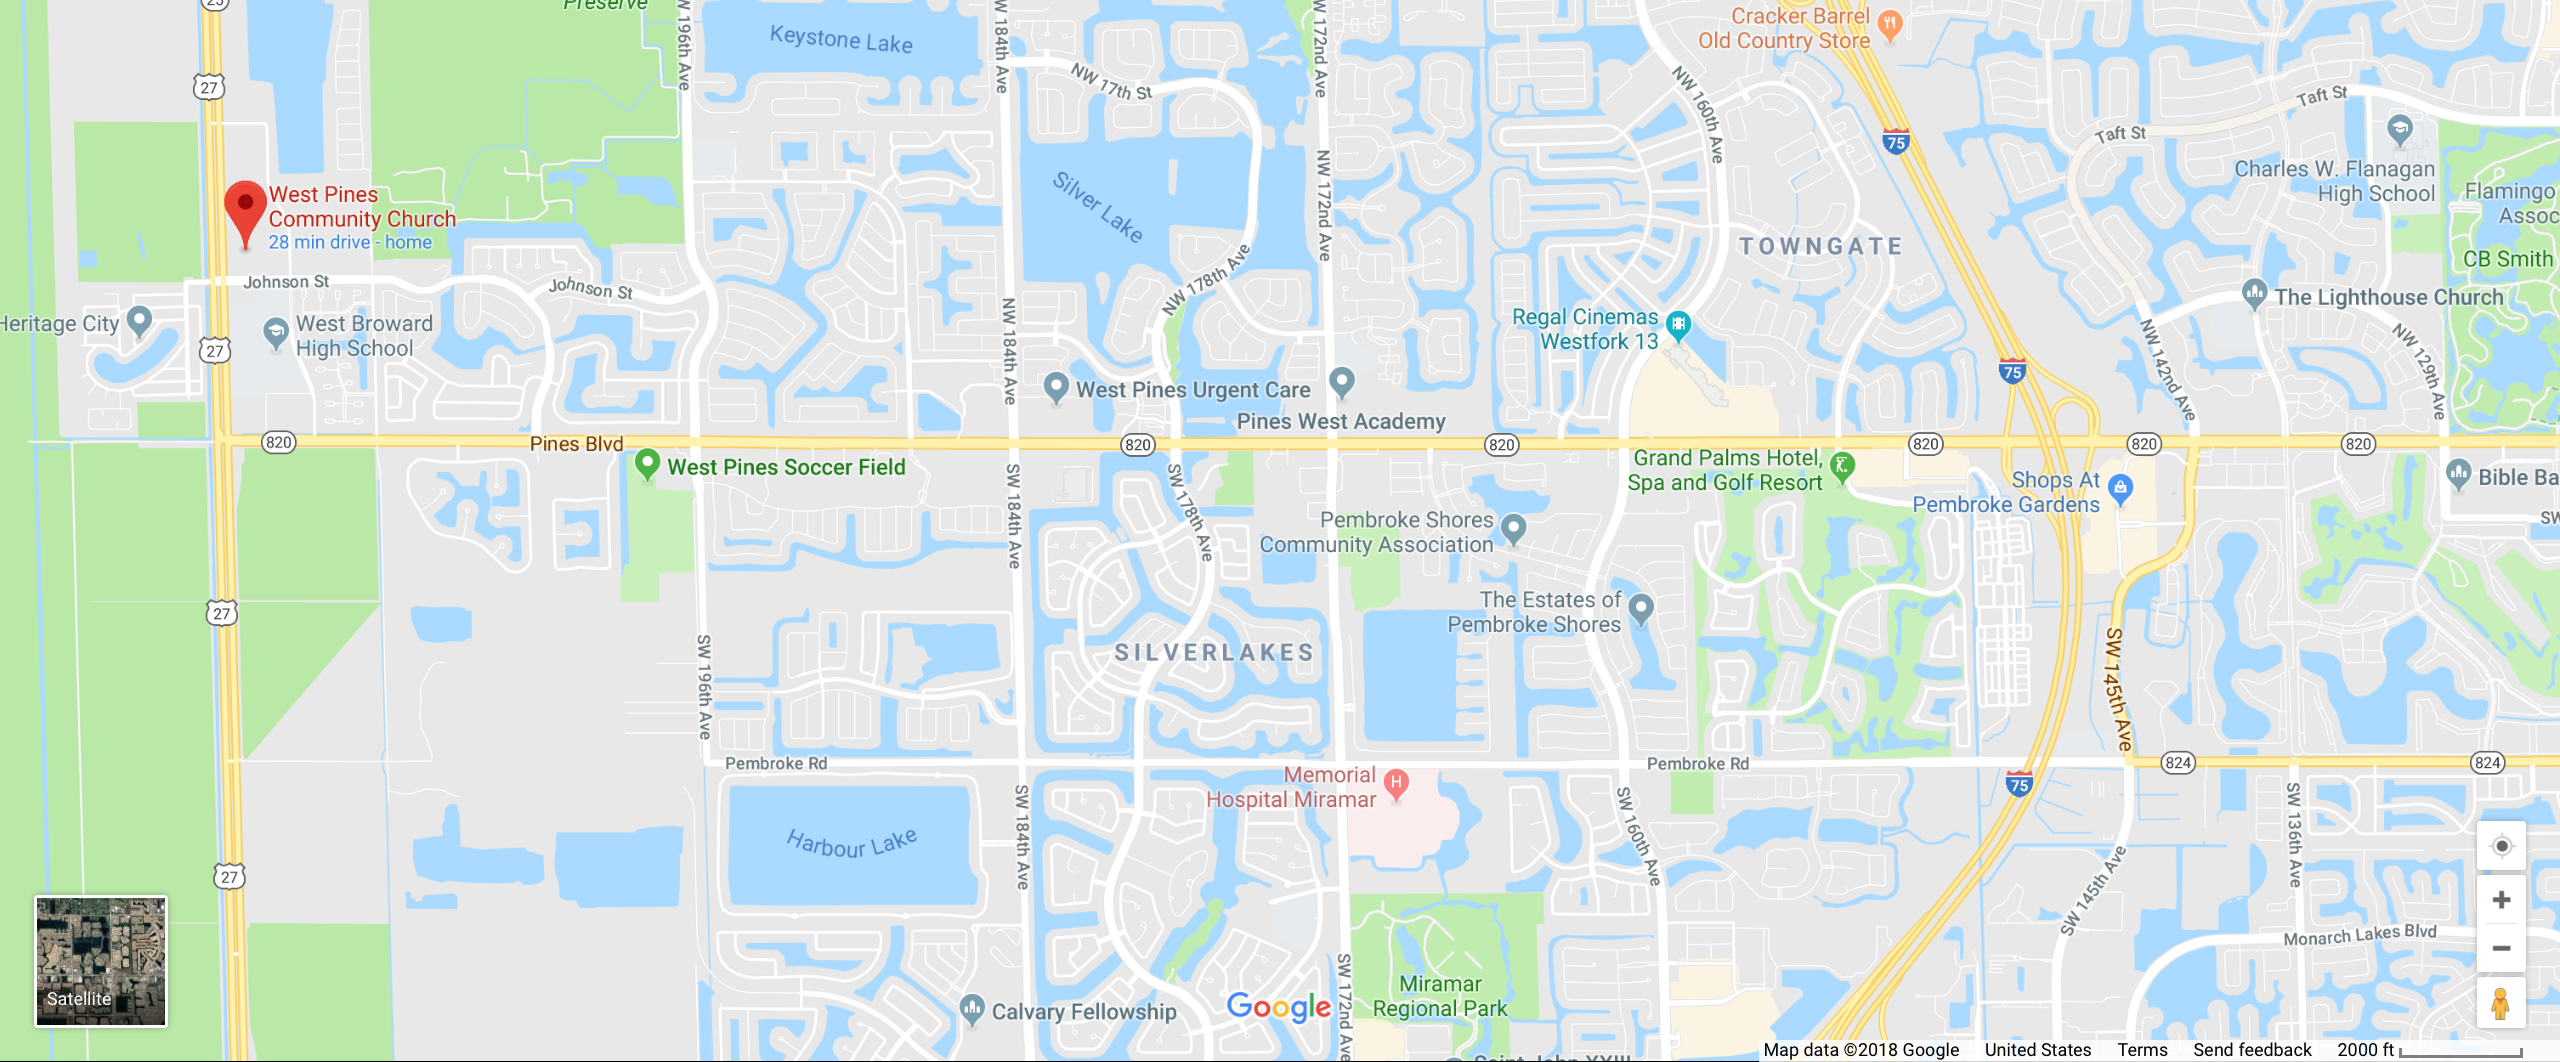 25
Preserve
W 196th Ave
Keystone Lake
W 184th Ave
W 172nd Ave
Cracker Barrel
Old Country Store
27
NW 17th St
NW 160th Ave
75
Taft St
Taft St
Charles W. Flanagan
High School
Flamingo
Assoc
CB Smith
West Pines
Community Church
28 min drive - home
Silver Lake
NW 172nd Ave
TOWNGATE
NW 178th Ave
Johnson St
Johnson St
Heritage City
West Broward
High School
27
NW 184th Ave
Regal Cinemas
Westfork 13
The Lighthouse Church
NW 142nd Ave
NW 129th Ave
75
West Pines Urgent Care
Pines West Academy
820
Pines Blvd
820
820
820
820
820
West Pines Soccer Field
SW 184th Ave
SW 178th Ave
Grand Palms Hotel,
Spa and Golf Resort
Shops At
Pembroke Gardens
Bible Ba
SW
Pembroke Shores
Community Association
27
The Estates of
Pembroke Shores
SILVERLAKES
SW 196th Ave
SW 145th Ave
Pembroke Rd
Pembroke Rd
824
824
Memorial
Hospital Miramar
H
75
SW 184th Ave
SW 160th Ave
SW 136th Ave
Harbour Lake
27
SW 145th Ave
Monarch Lakes Blvd
SW 172nd Ave
Miramar
Regional Park
Satellite
Calvary Fellowship
Google
Saint John XXIII
Map data ©2018 Google United States Terms Send feedback 2000 ft